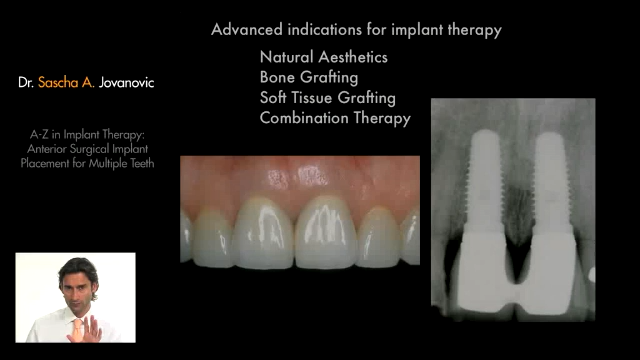 Advanced indications for implant therapy
Natural Aesthetics
Bone Grafting
Soft Tissue Grafting
Combination Therapy
Dr. Sascha A. Jovanovic
A-Z in Implant Therapy:
Anterior Surgical Implant
Placement for Multiple Teeth